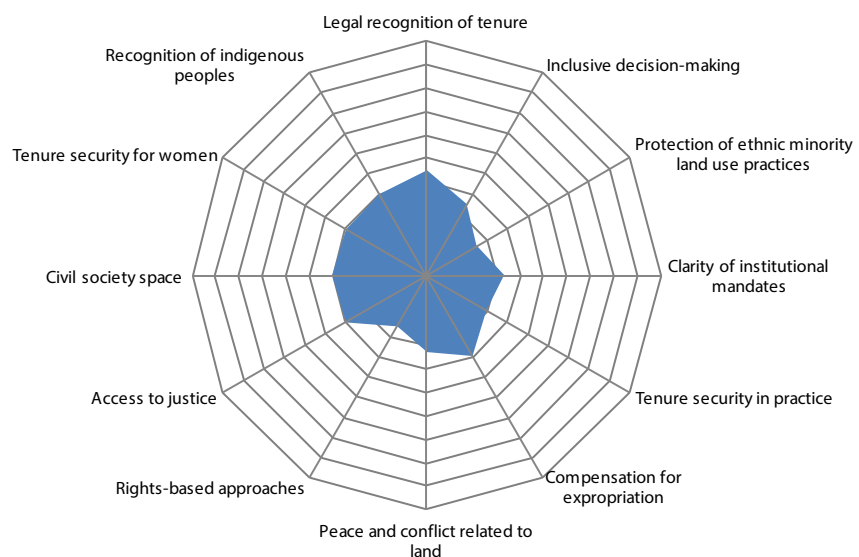 Legal recognition of tenure
Inclusive decision-making
Protection of ethnic minority
land use practices
Clarity of institutional
mandates
Tenure security in practice
Compensation for
expropriation
Peace and conflict related to
land
Rights-based approaches
Access to justice
Civil society space
Tenure security for women
Recognition of indigenous
peoples